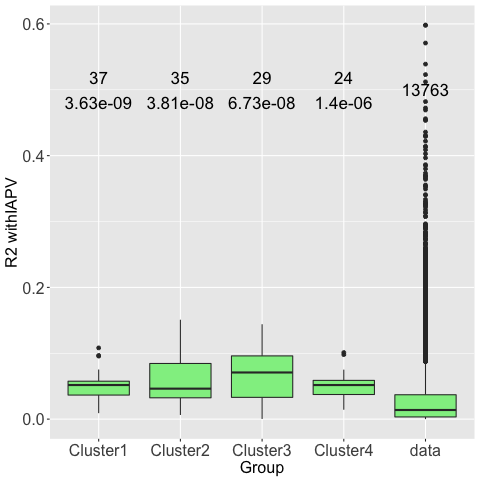 0.6
37 35 29 24 13763
3.63e-09 3.81e-08 6.73e-08 1.4e-06
0.4
R2 withIAPV
0.2
0.0
Cluster1 Cluster2 Cluster3 Cluster4 data
Group